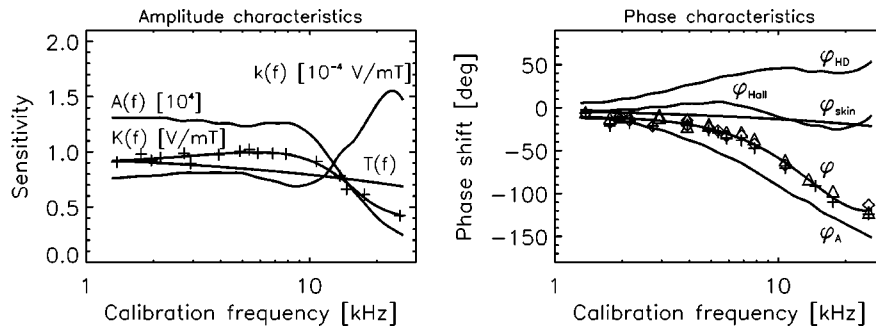 Amplitude characteristics
Sensitivity
2.0
1.5
1.0
0.5
0.0
k(f) [10⁻⁴ V/mT]
A(f) [10⁴]
K(f) [V/mT]
T(f)
1
10
Calibration frequency [kHz]
Phase characteristics
Phase shift [deg]
50
0
−50
−100
−150
φHD
φHall
φskin
φ
φA
1
10
Calibration frequency [kHz]